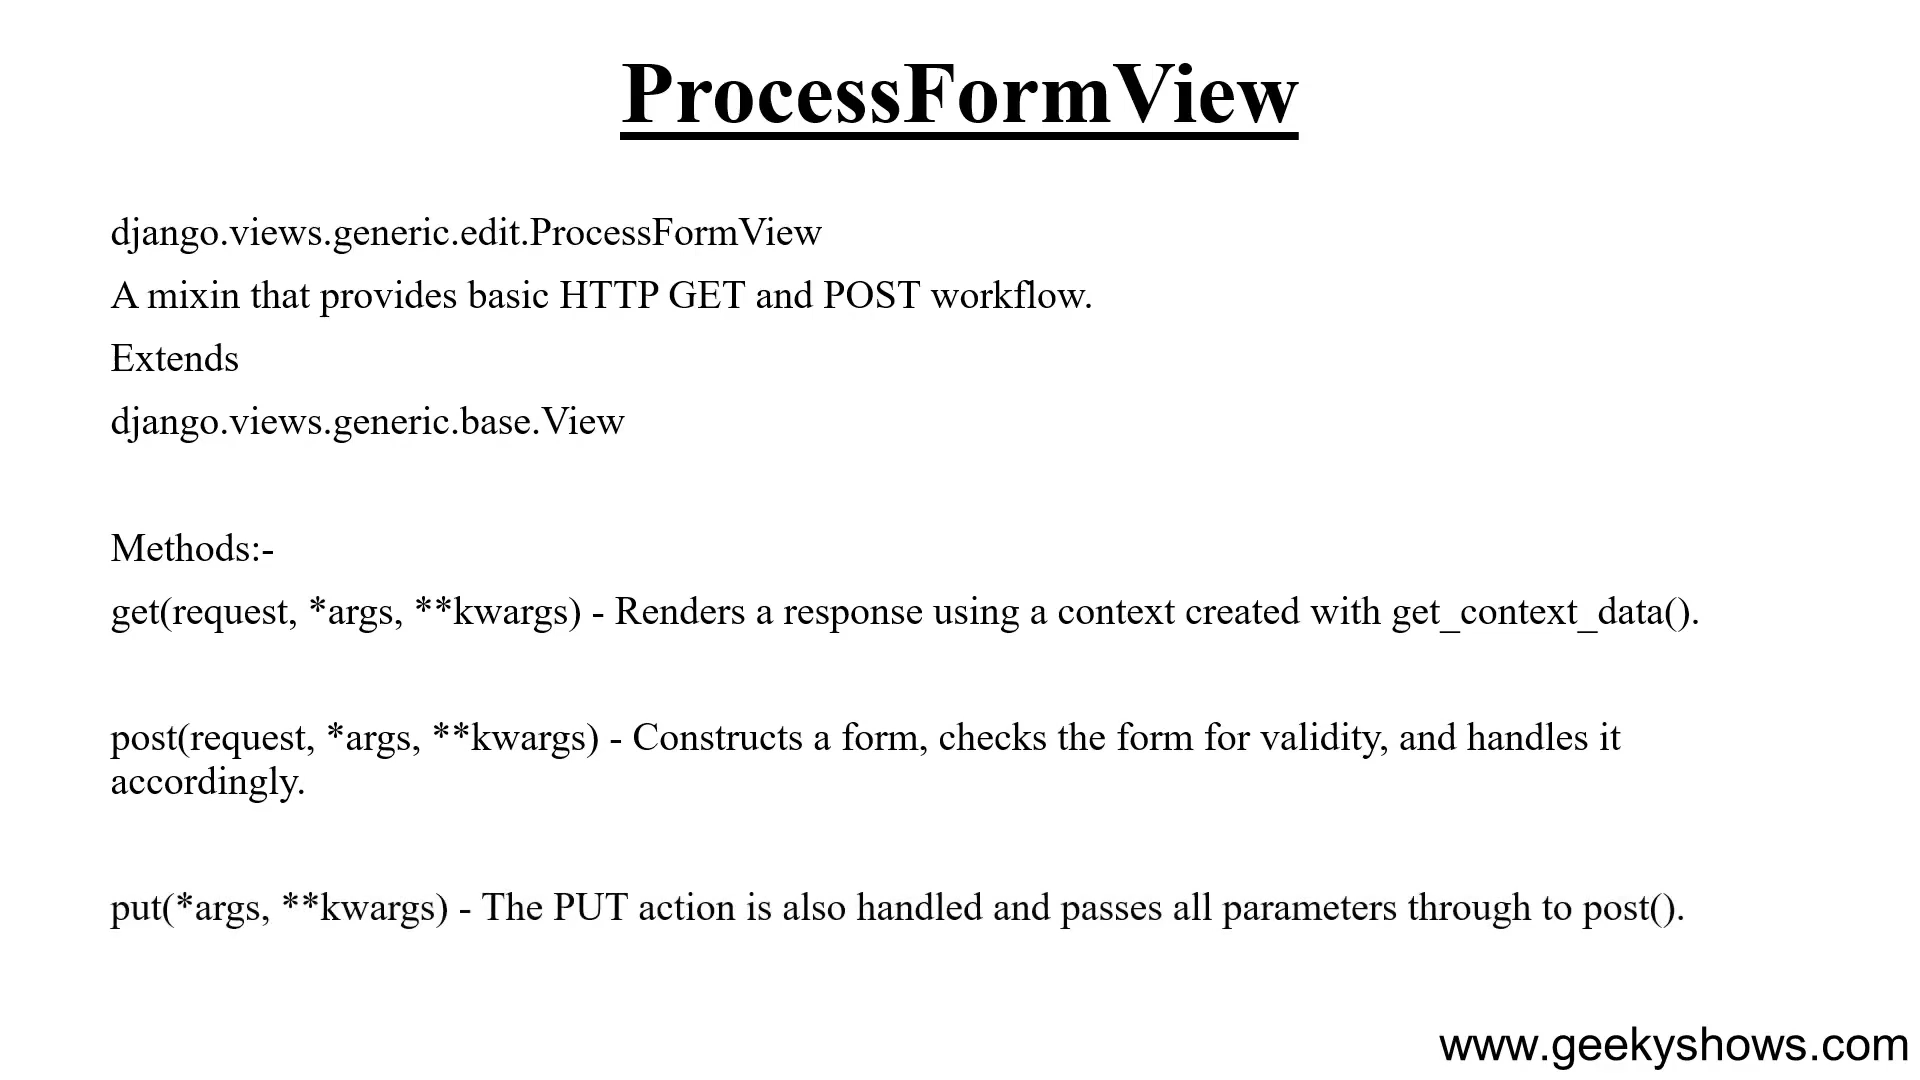 ProcessFormView
django.views.generic.edit.ProcessFormView
A mixin that provides basic HTTP GET and POST workflow.
Extends
django.views.generic.base.View
Methods:-
get(request, *args, **kwargs) - Renders a response using a context created with get_context_data().
post(request, *args, **kwargs) - Constructs a form, checks the form for validity, and handles it
accordingly.
put(*args, **kwargs) - The PUT action is also handled and passes all parameters through to post().
www.geekyshows.com